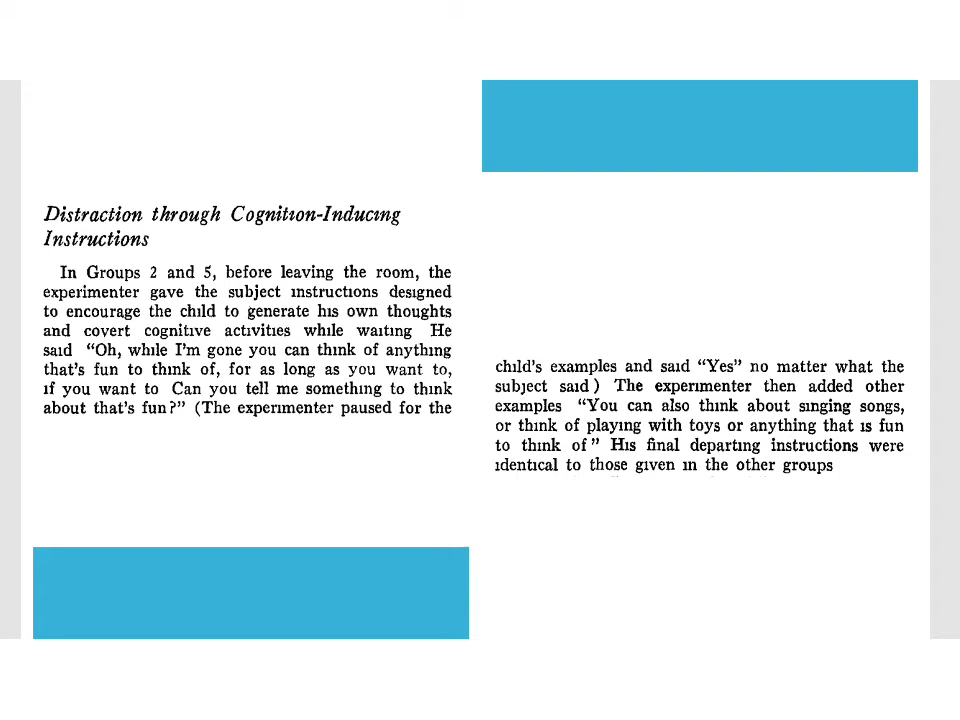 Distraction through Cognition-Inducing
Instructions
In Groups 2 and 5, before leaving the room, the
experimenter gave the subject instructions designed
to encourage the child to generate his own thoughts
and covert cognitive activities while waiting He
said "Oh, while I'm gone you can think of anything
that's fun to think of, for as long as you want to,
if you want to Can you tell me something to think
about that's fun?" (The experimenter paused for the
child's examples and said "Yes" no matter what the
subject said) The experimenter then added other
examples "You can also think about singing songs,
or think of playing with toys or anything that is fun
to think of" His final departing instructions were
identical to those given in the other groups